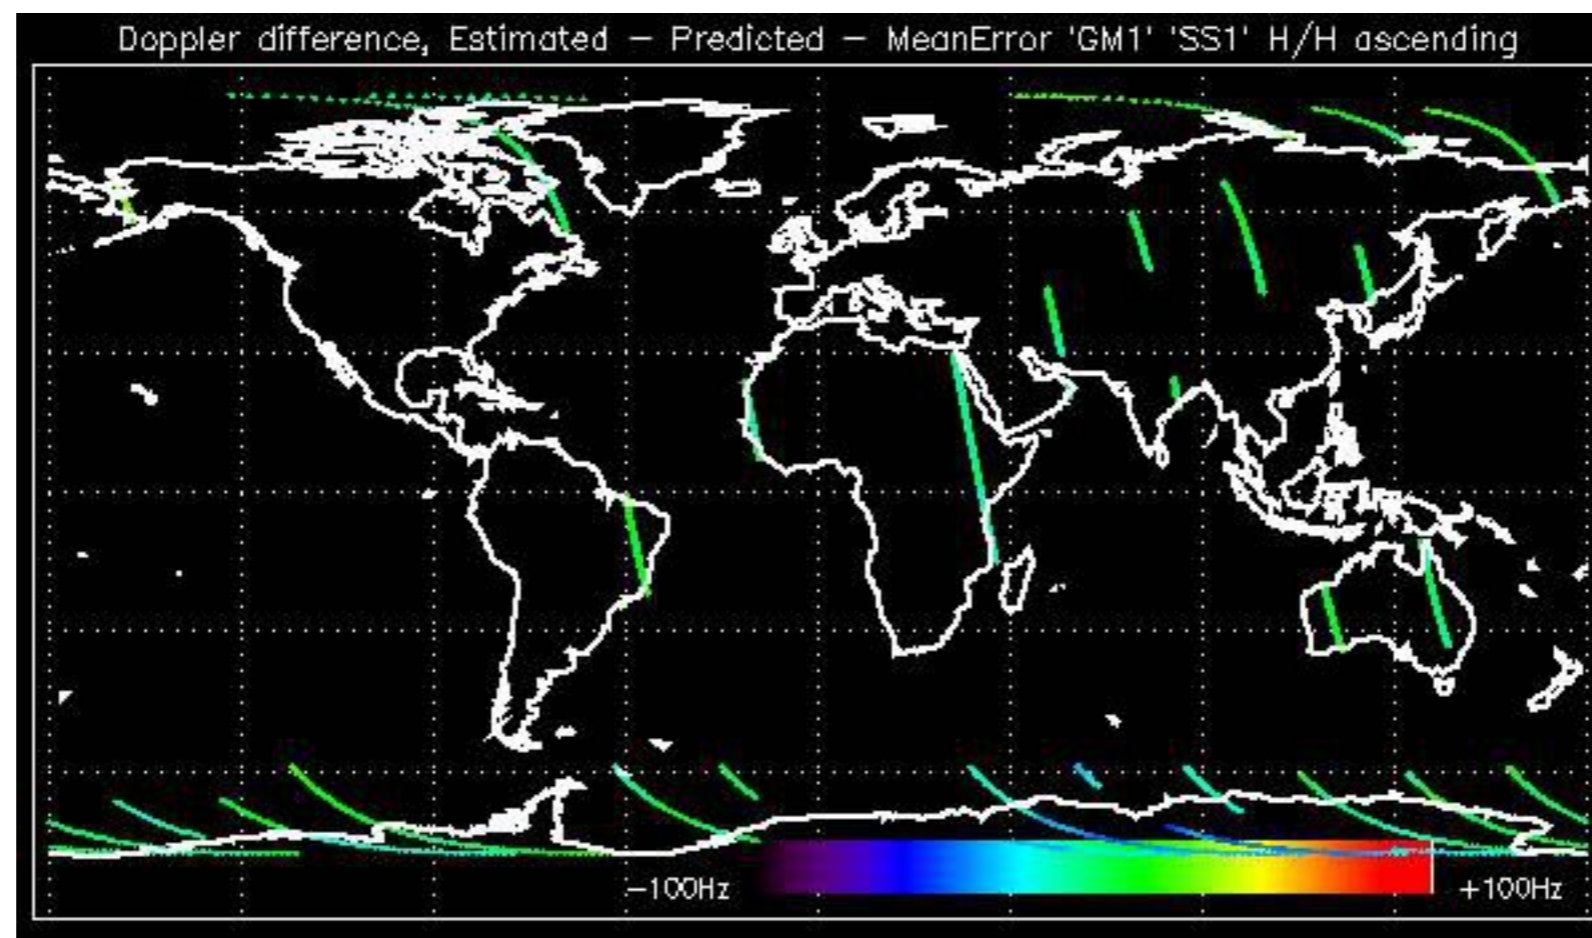 Doppler difference, Estimated – Predicted – MeanError 'GM1' 'SS1' H/H ascending
–100Hz
+100Hz